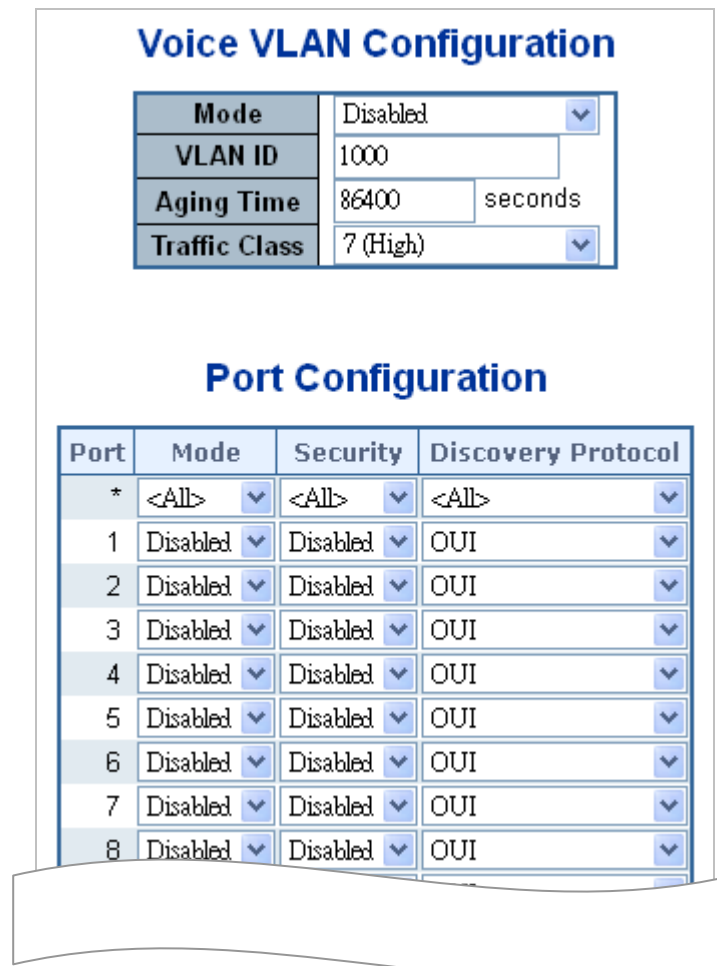 Voice VLAN Configuration
Mode Disabled
VLAN ID 1000
Aging Time 86400 seconds
Traffic Class 7 (High)
Port Configuration
Port Mode Security Discovery Protocol
* <All> <All> <All>
1 Disabled Disabled OUI
2 Disabled Disabled OUI
3 Disabled Disabled OUI
4 Disabled Disabled OUI
5 Disabled Disabled OUI
6 Disabled Disabled OUI
7 Disabled Disabled OUI
8 Disabled Disabled OUI